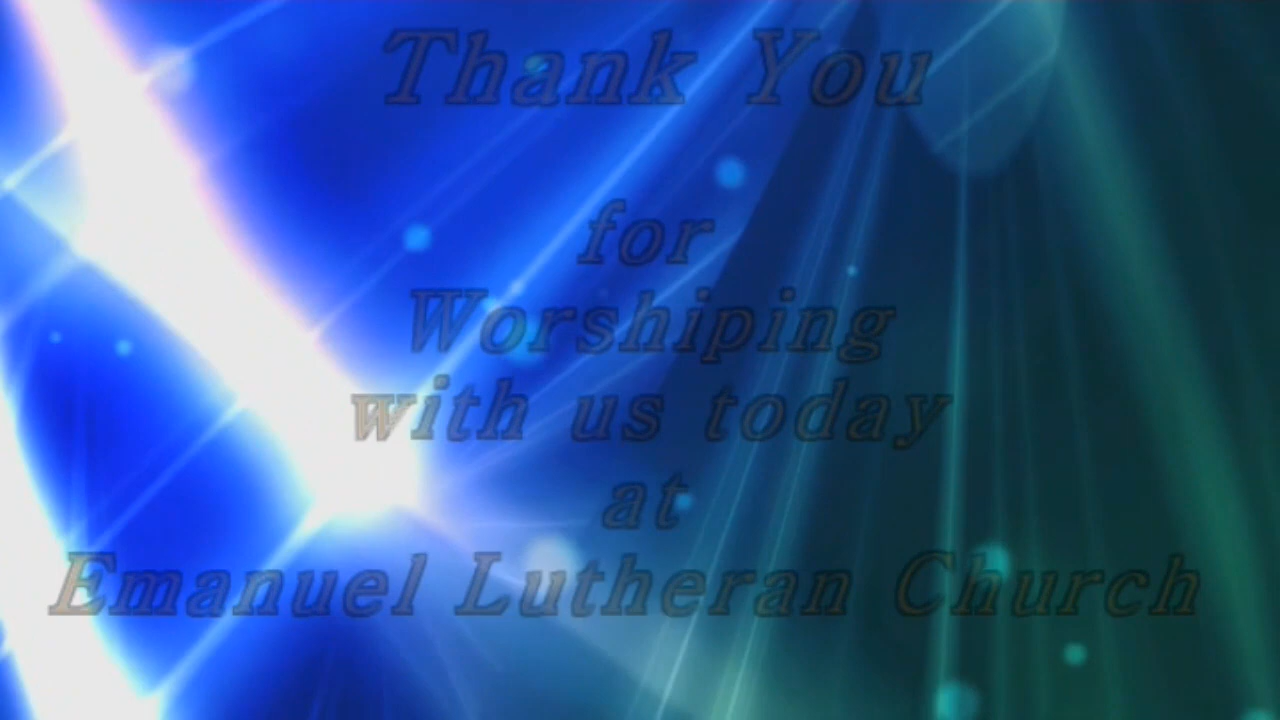 Thank You
for
Worshiping
with us today
at
Emanuel Lutheran Church